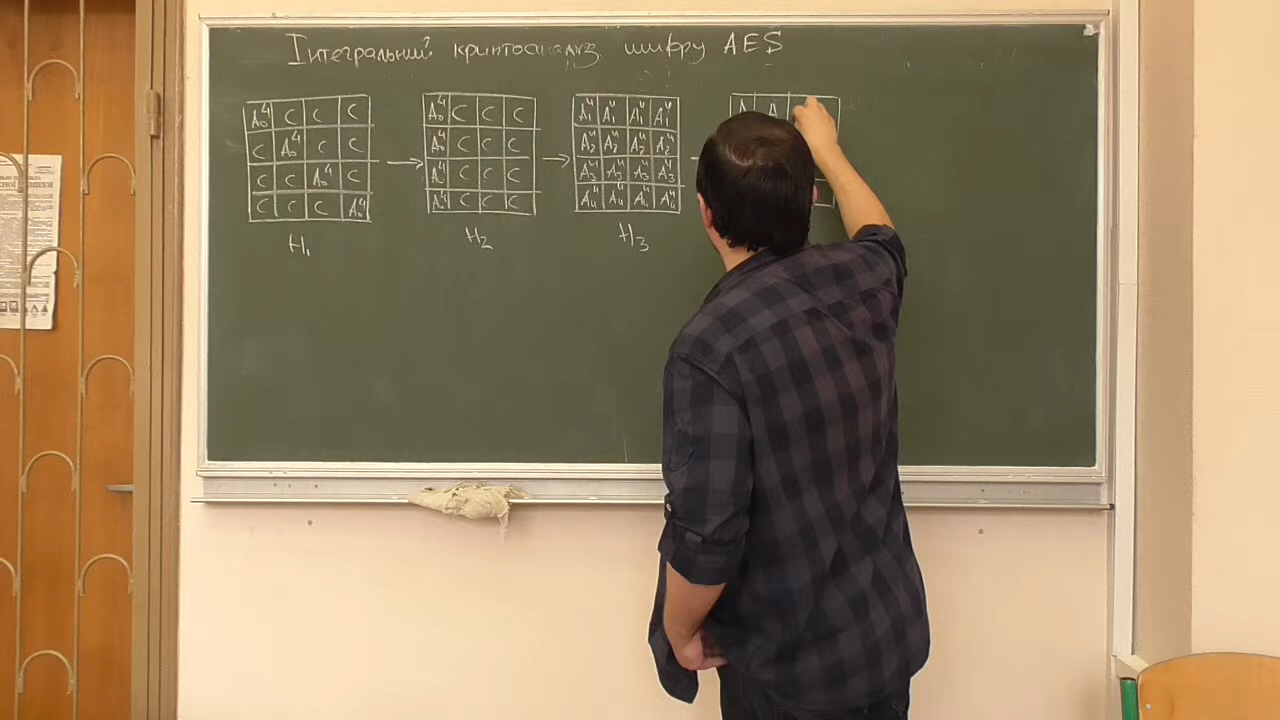 Інтегральний криптоаналіз шифру AES
A₀⁴ C C C
C A₀⁴ C C
C C A₀⁴ C
C C C A₀⁴
H₁
A₀⁴ C C C
A₀⁴ C C C
A₀⁴ C C C
A₀⁴ C C C
H₂
A₁⁴ A₁⁴ A₁⁴ A₁⁴
A₂⁴ A₂⁴ A₂⁴ A₂⁴
A₃⁴ A₃⁴ A₃⁴ A₃⁴
A₄⁴ A₄⁴ A₄⁴ A₄⁴
H₃
A A